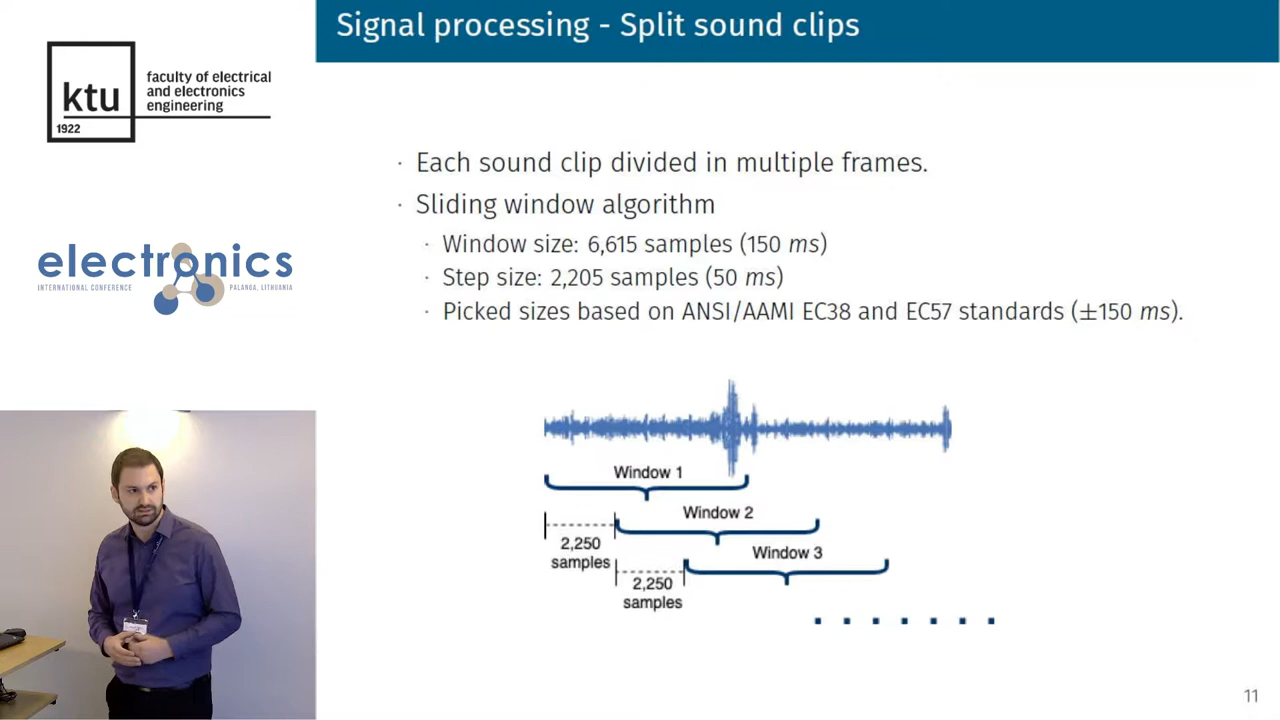 Signal processing - Split sound clips
ktu
1922
faculty of electrical
and electronics
engineering
electronics
INTERNATIONAL CONFERENCE
PALANGA, LITHUANIA
· Each sound clip divided in multiple frames.
· Sliding window algorithm
· Window size: 6,615 samples (150 ms)
· Step size: 2,205 samples (50 ms)
· Picked sizes based on ANSI/AAMI EC38 and EC57 standards (±150 ms).
Window 1
Window 2
2,250
samples
Window 3
2,250
samples
11